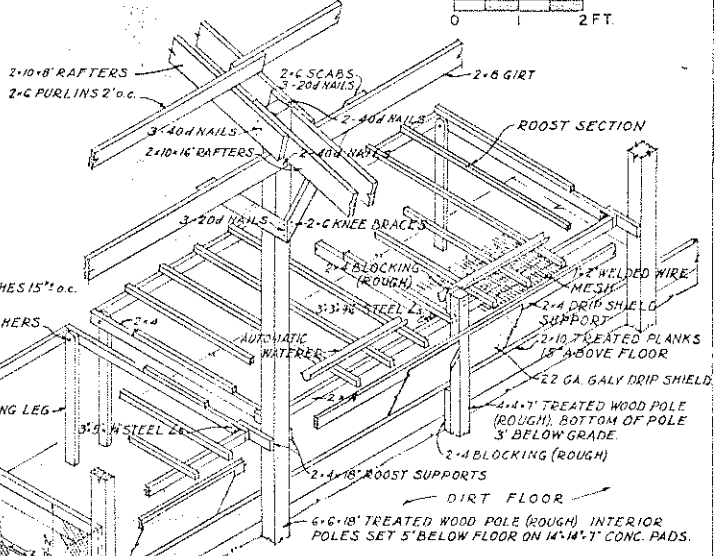 0 1 2 FT.
2×10×8' RAFTERS
2×6 PURLINS 2' o.c.
2×6 SCABS
3-20d NAILS
2×8 GIRT
2-40d NAILS
3-40d NAILS
ROOST SECTION
2×10×16' RAFTERS
2-40d NAILS
3-20d NAILS
2-6 KNEE BRACES
2×4 BLOCKING
(ROUGH)
1×2" WELDED WIRE
MESH
HES 15" o.c.
2×4 DRIP SHIELD
SUPPORT
HERS
2×4
AUTOMATIC
WATERER
2×10 TREATED PLANKS
18" ABOVE FLOOR
22 GA. GALV DRIP SHIELD
2×4
NG LEG
4×4×7' TREATED WOOD POLE
(ROUGH). BOTTOM OF POLE
3' BELOW GRADE.
2×4 BLOCKING (ROUGH)
2×4×18" ROOST SUPPORTS
DIRT FLOOR
6×6×18' TREATED WOOD POLE (ROUGH) INTERIOR
POLES SET 5' BELOW FLOOR ON 14"×14"×7" CONC. PADS.